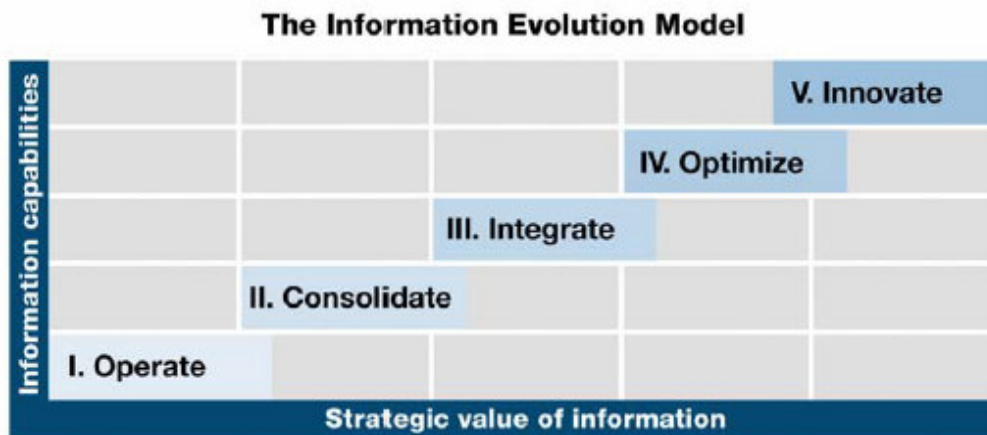 The Information Evolution Model
Information capabilities
V. Innovate
IV. Optimize
III. Integrate
II. Consolidate
I. Operate
Strategic value of information